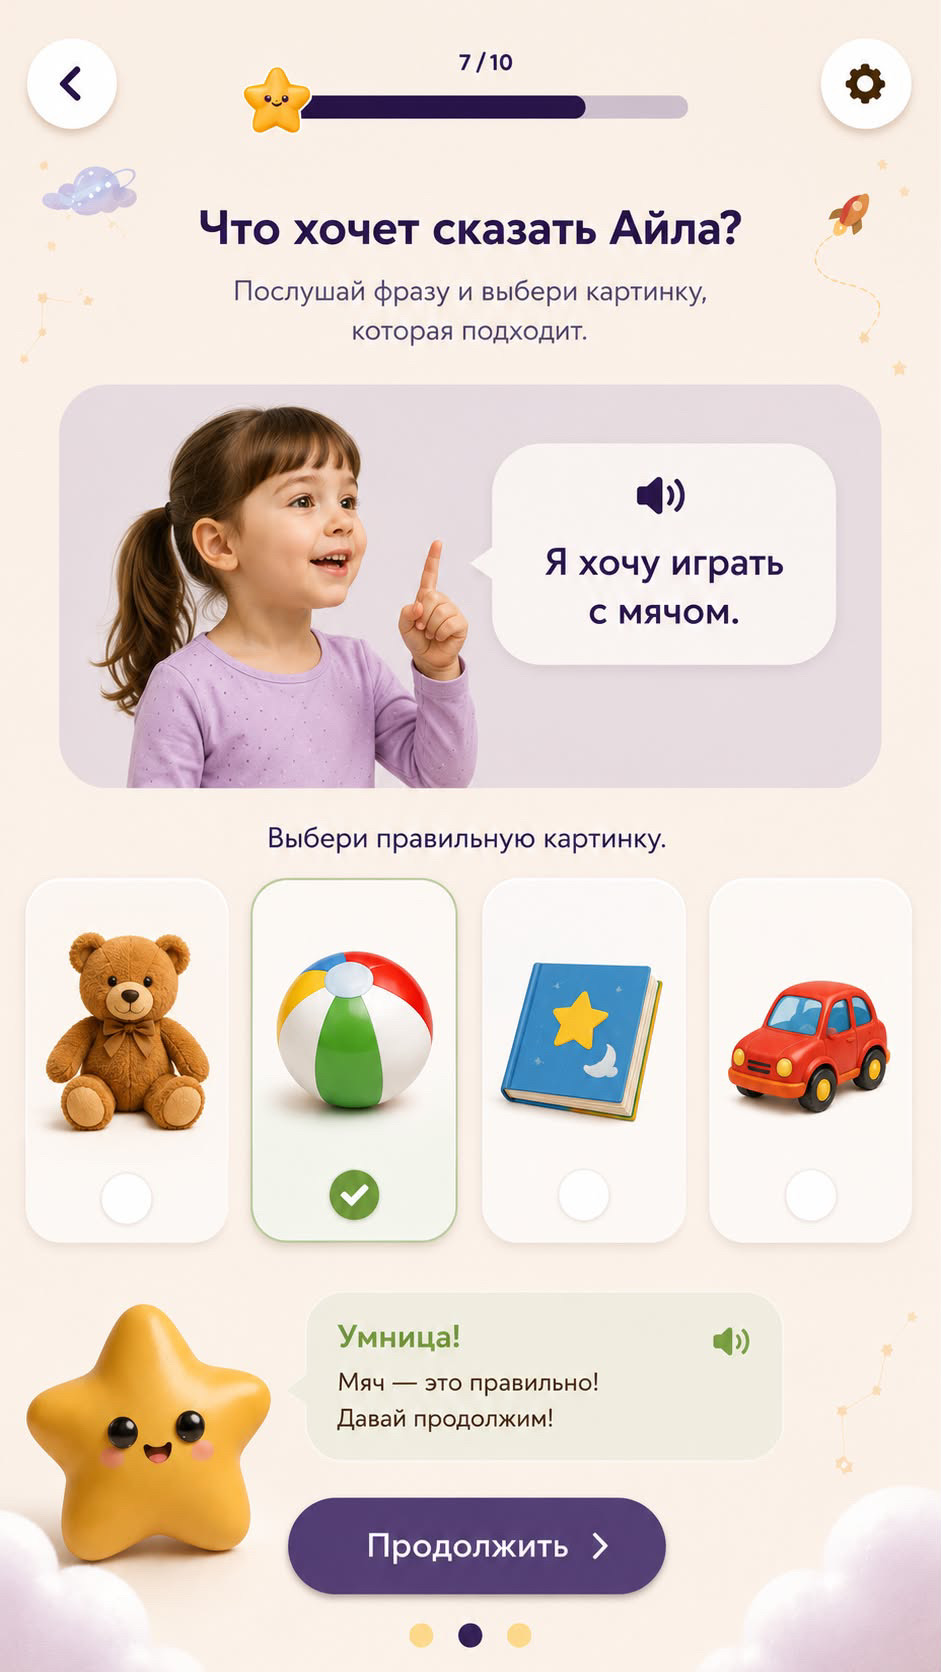 7 / 10
Что хочет сказать Айла?
Послушай фразу и выбери картинку,
которая подходит.
Я хочу играть
с мячом.
Выбери правильную картинку.
Умница!
Мяч — это правильно!
Давай продолжим!
Продолжить